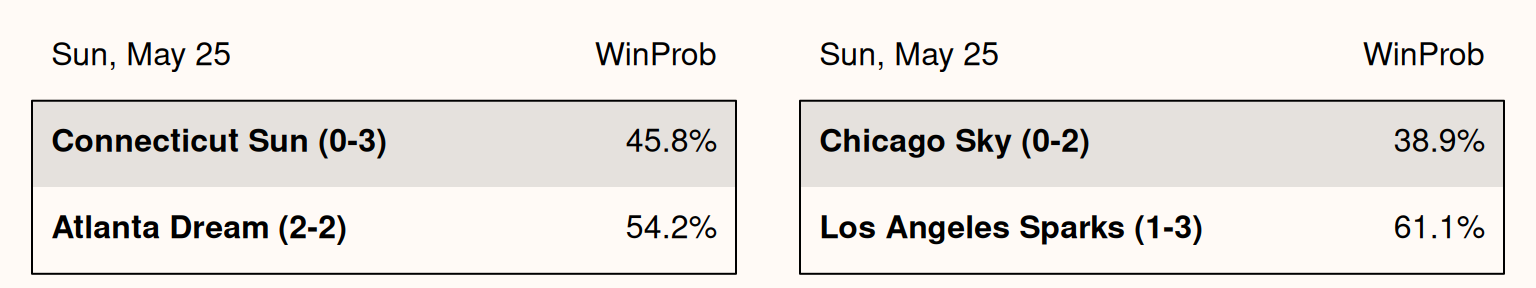 Sun, May 25 WinProb
Connecticut Sun (0-3) 45.8%
Atlanta Dream (2-2) 54.2%
Sun, May 25 WinProb
Chicago Sky (0-2) 38.9%
Los Angeles Sparks (1-3) 61.1%